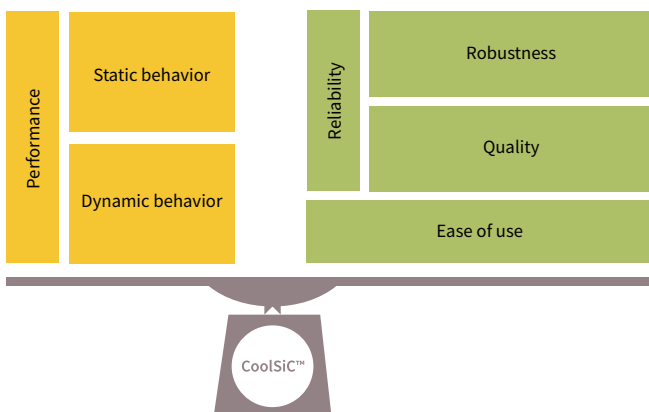 Performance
Static behavior
Dynamic behavior
Reliability
Robustness
Quality
Ease of use
CoolSiC™